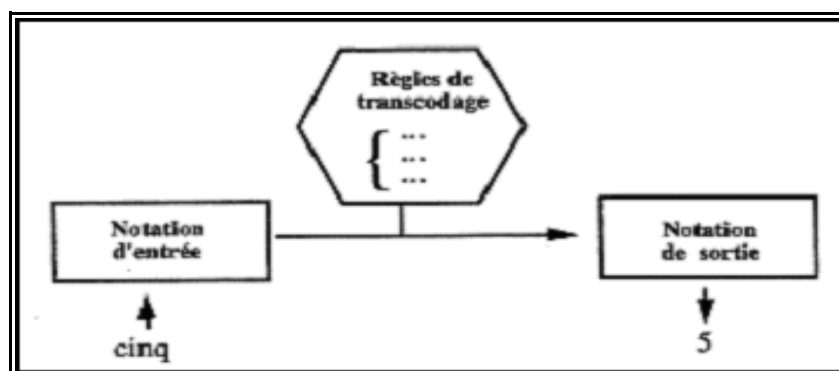 Règles de
transcodage
{ ...
...
...
Notation
d'entrée
Notation
de sortie
cinq
5